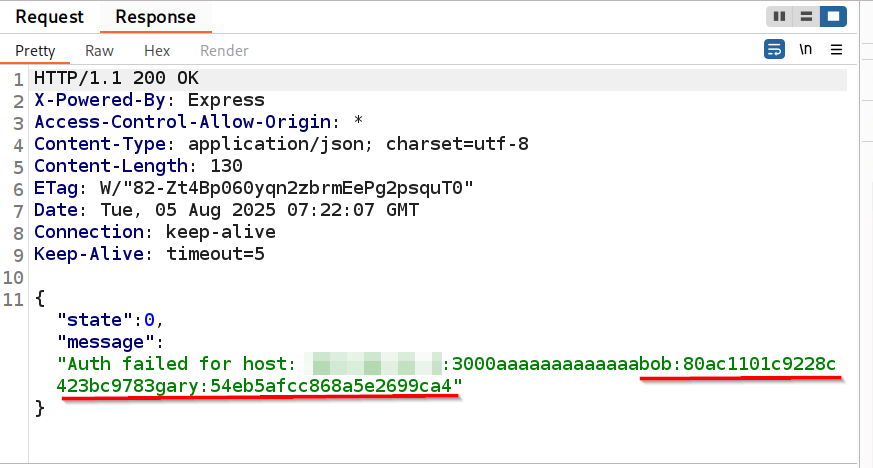 Request Response
Pretty Raw Hex Render \n
1 HTTP/1.1 200 OK
2 X-Powered-By: Express
3 Access-Control-Allow-Origin: *
4 Content-Type: application/json; charset=utf-8
5 Content-Length: 130
6 ETag: W/"82-Zt4Bp060yqn2zbrmEePg2psquT0"
7 Date: Tue, 05 Aug 2025 07:22:07 GMT
8 Connection: keep-alive
9 Keep-Alive: timeout=5
10
11 {
"state":0,
"message":
"Auth failed for host: :3000aaaaaaaaaaaaaabob:80ac1101c9228c
423bc9783gary:54eb5afcc868a5e2699ca4"
}